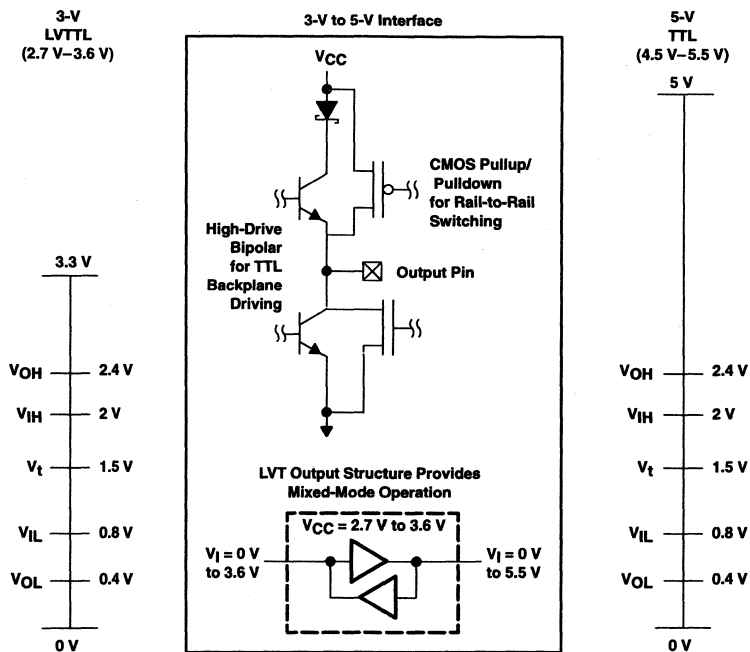 3-V
LVTTL
(2.7 V–3.6 V)
3.3 V
VOH
2.4 V
VIH
2 V
Vt
1.5 V
VIL
0.8 V
VOL
0.4 V
0 V
3-V to 5-V Interface
VCC
CMOS Pullup/
Pulldown
for Rail-to-Rail
Switching
High-Drive
Bipolar
for TTL
Backplane
Driving
Output Pin
LVT Output Structure Provides
Mixed-Mode Operation
VCC = 2.7 V to 3.6 V
VI = 0 V
to 3.6 V
VI = 0 V
to 5.5 V
5-V
TTL
(4.5 V–5.5 V)
5 V
VOH
2.4 V
VIH
2 V
Vt
1.5 V
VIL
0.8 V
VOL
0.4 V
0 V